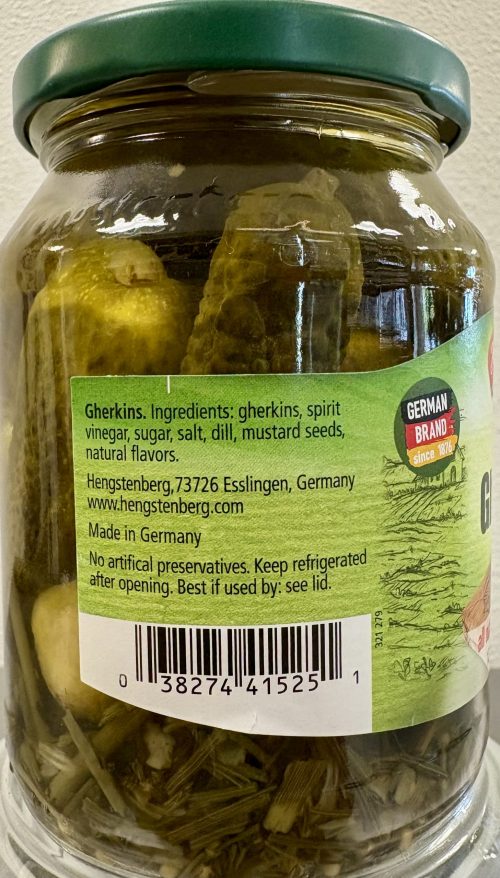 Gherkins. Ingredients: gherkins, spirit
vinegar, sugar, salt, dill, mustard seeds,
natural flavors.
Hengstenberg,73726 Esslingen, Germany
www.hengstenberg.com
Made in Germany
No artifical preservatives. Keep refrigerated
after opening. Best if used by: see lid.
GERMAN
BRAND
since 1876
321 279
0 38274 41525 1